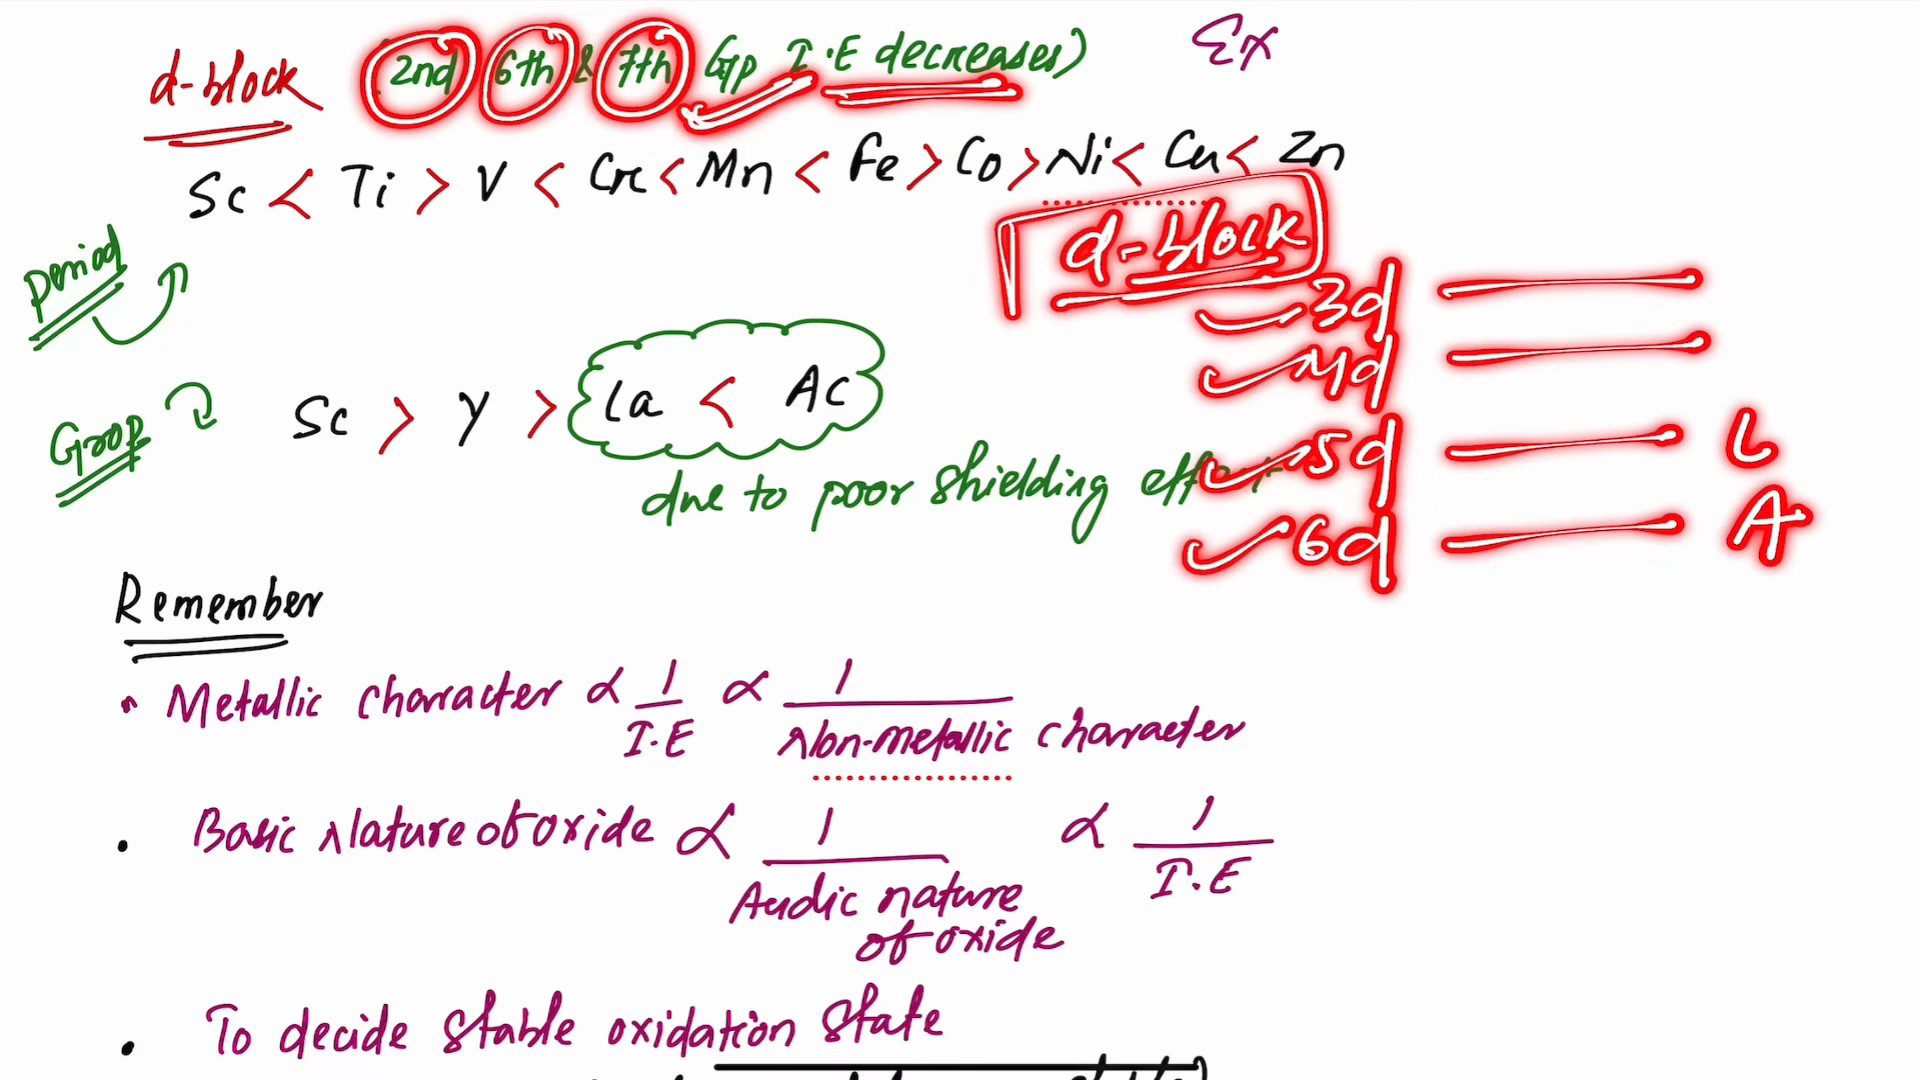 d-block (2nd 6th & 7th Gp I.E decreases) Ex
Sc < Ti > V < Cr < Mn < Fe > Co > Ni < Cu < Zn
d-block
Period
3d
4d
Sc > Y > La < Ac
Grop
5d L
due to poor shielding effect
6d A
Remember
• Metallic character ∝ 1/I.E ∝ 1/Non-metallic character
• Basic Nature of oxide ∝ 1/Acidic nature of oxide ∝ 1/I.E
• To decide stable oxidation state